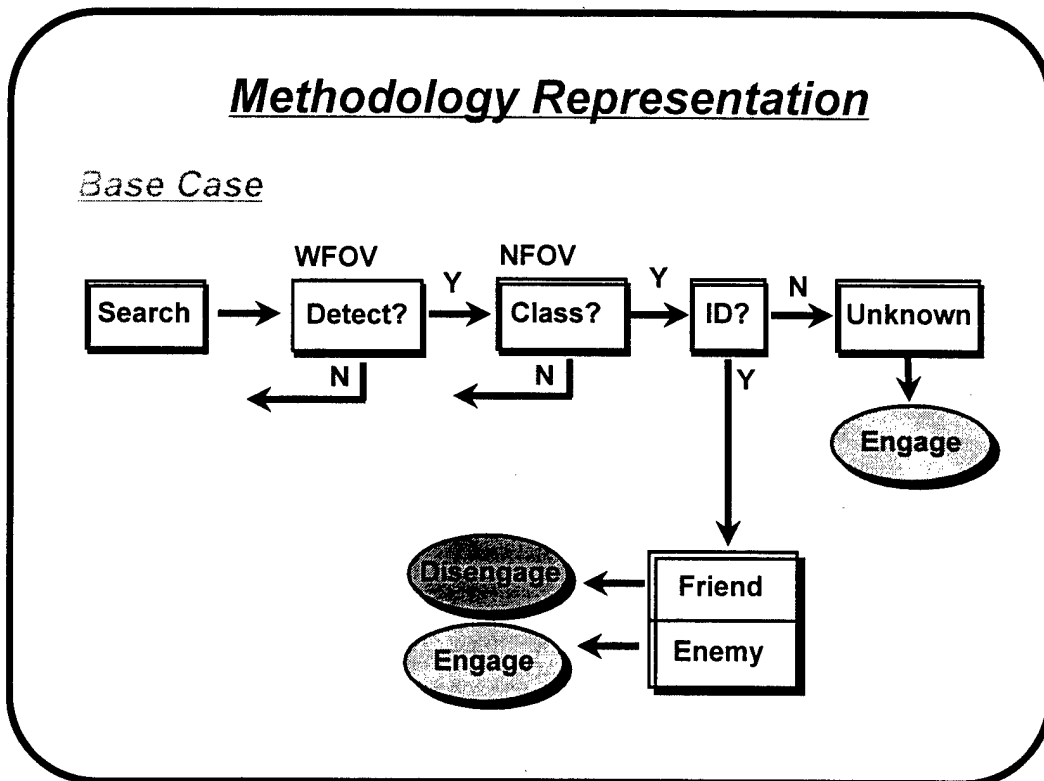 Methodology Representation
Base Case
WFOV
NFOV
Search
Detect?
Y
Class?
Y
ID?
N
Unknown
N
N
Y
Engage
Disengage
Friend
Engage
Enemy